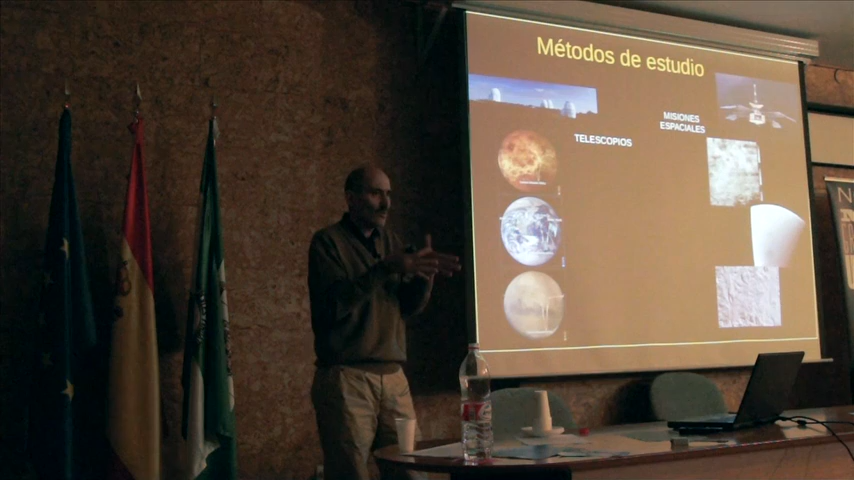 Métodos de estudio
MISIONES
ESPACIALES
TELESCOPIOS
N